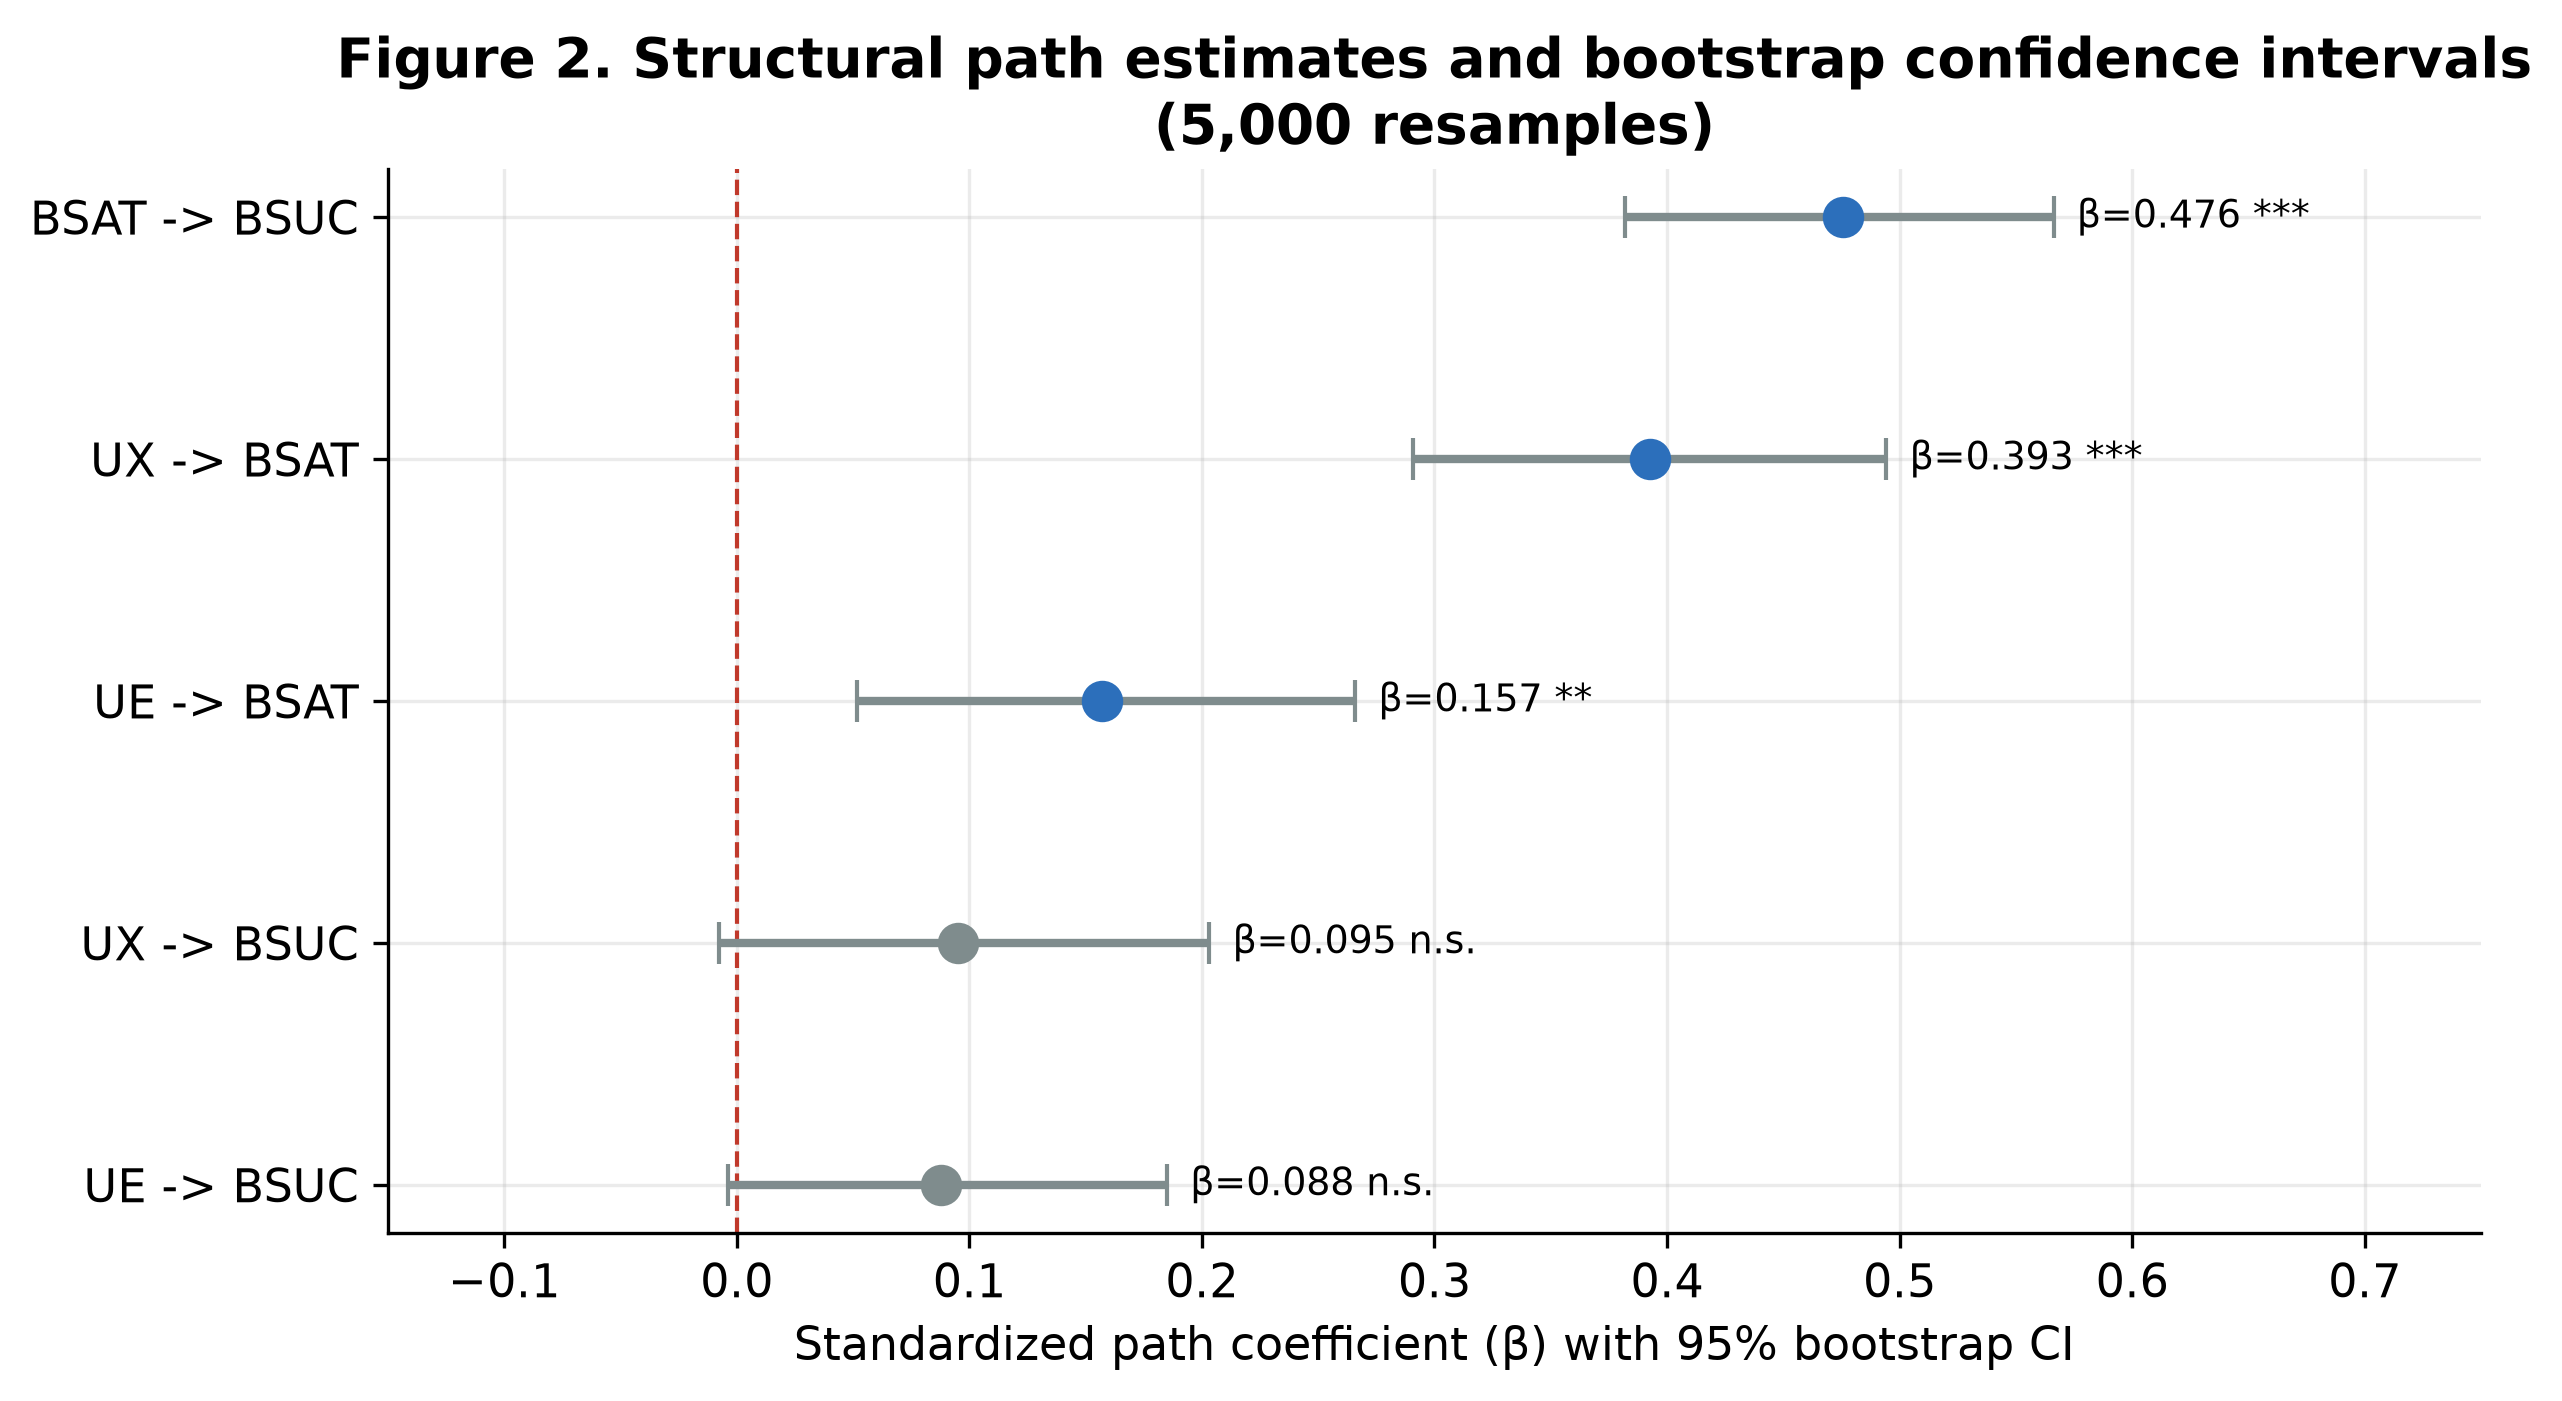 Figure 2. Structural path estimates and bootstrap confidence intervals
(5,000 resamples)
BSAT -> BSUC
β=0.476 ***
UX -> BSAT
β=0.393 ***
UE -> BSAT
β=0.157 **
UX -> BSUC
β=0.095 n.s.
UE -> BSUC
β=0.088 n.s.
−0.1 0.0 0.1 0.2 0.3 0.4 0.5 0.6 0.7
Standardized path coefficient (β) with 95% bootstrap CI